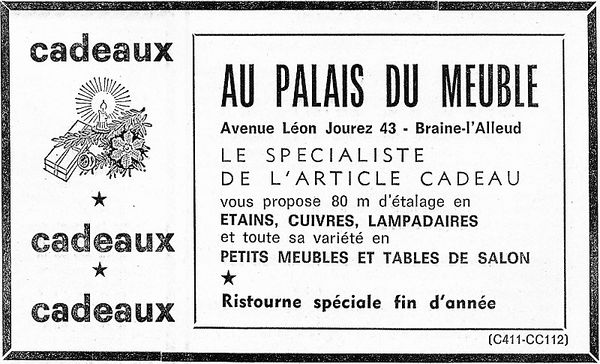 cadeaux
cadeaux
cadeaux
AU PALAIS DU MEUBLE
Avenue Léon Jourez 43 - Braine-l'Alleud
LE SPECIALISTE
DE L'ARTICLE CADEAU
vous propose 80 m d'étalage en
ETAINS, CUIVRES, LAMPADAIRES
et toute sa variété en
PETITS MEUBLES ET TABLES DE SALON
★
Ristourne spéciale fin d'année
(C411-CC112)